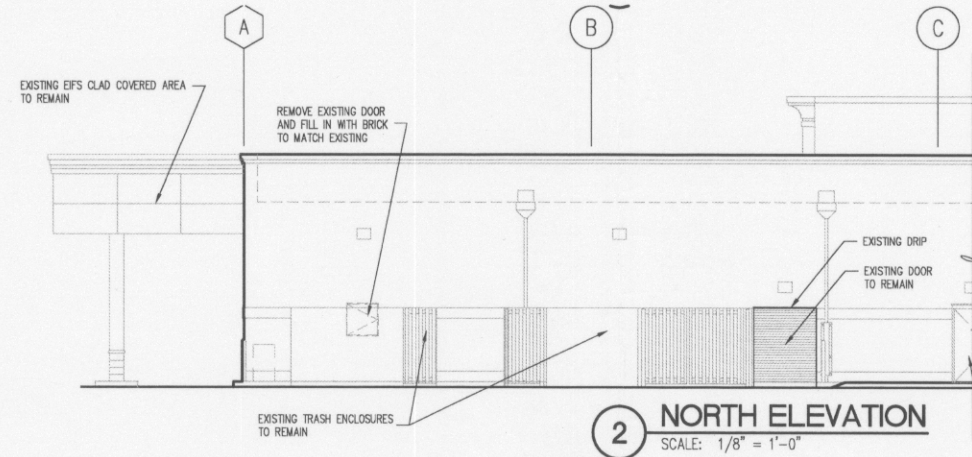 A
B
C
EXISTING EIFS CLAD COVERED AREA
TO REMAIN
REMOVE EXISTING DOOR
AND FILL IN WITH BRICK
TO MATCH EXISTING
EXISTING DRIP
EXISTING DOOR
TO REMAIN
EXISTING TRASH ENCLOSURES
TO REMAIN
2
NORTH ELEVATION
SCALE: 1/8" = 1'-0"